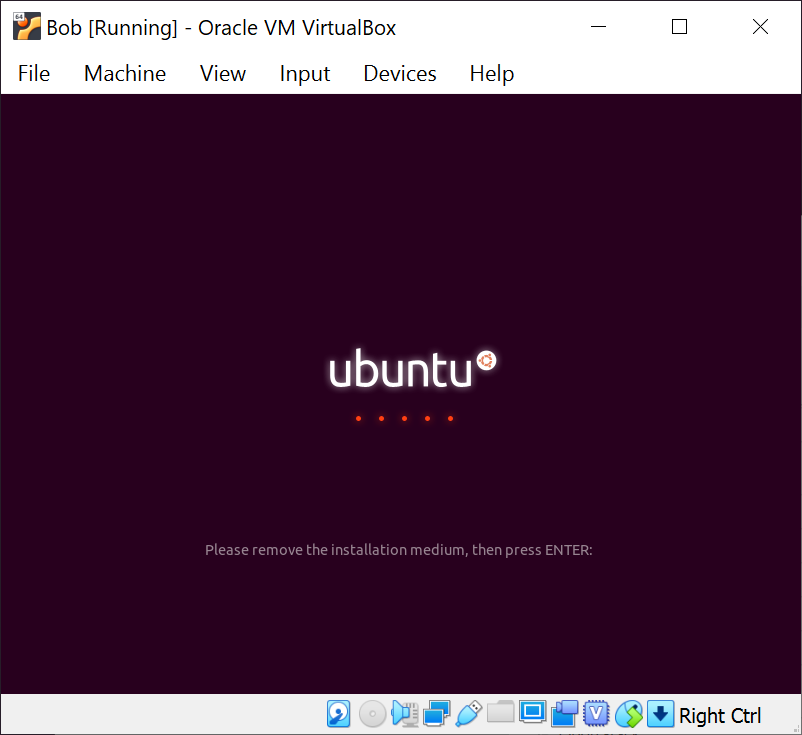 64
Bob [Running] - Oracle VM VirtualBox
File Machine View Input Devices Help
ubuntu
Please remove the installation medium, then press ENTER:
V
Right Ctrl